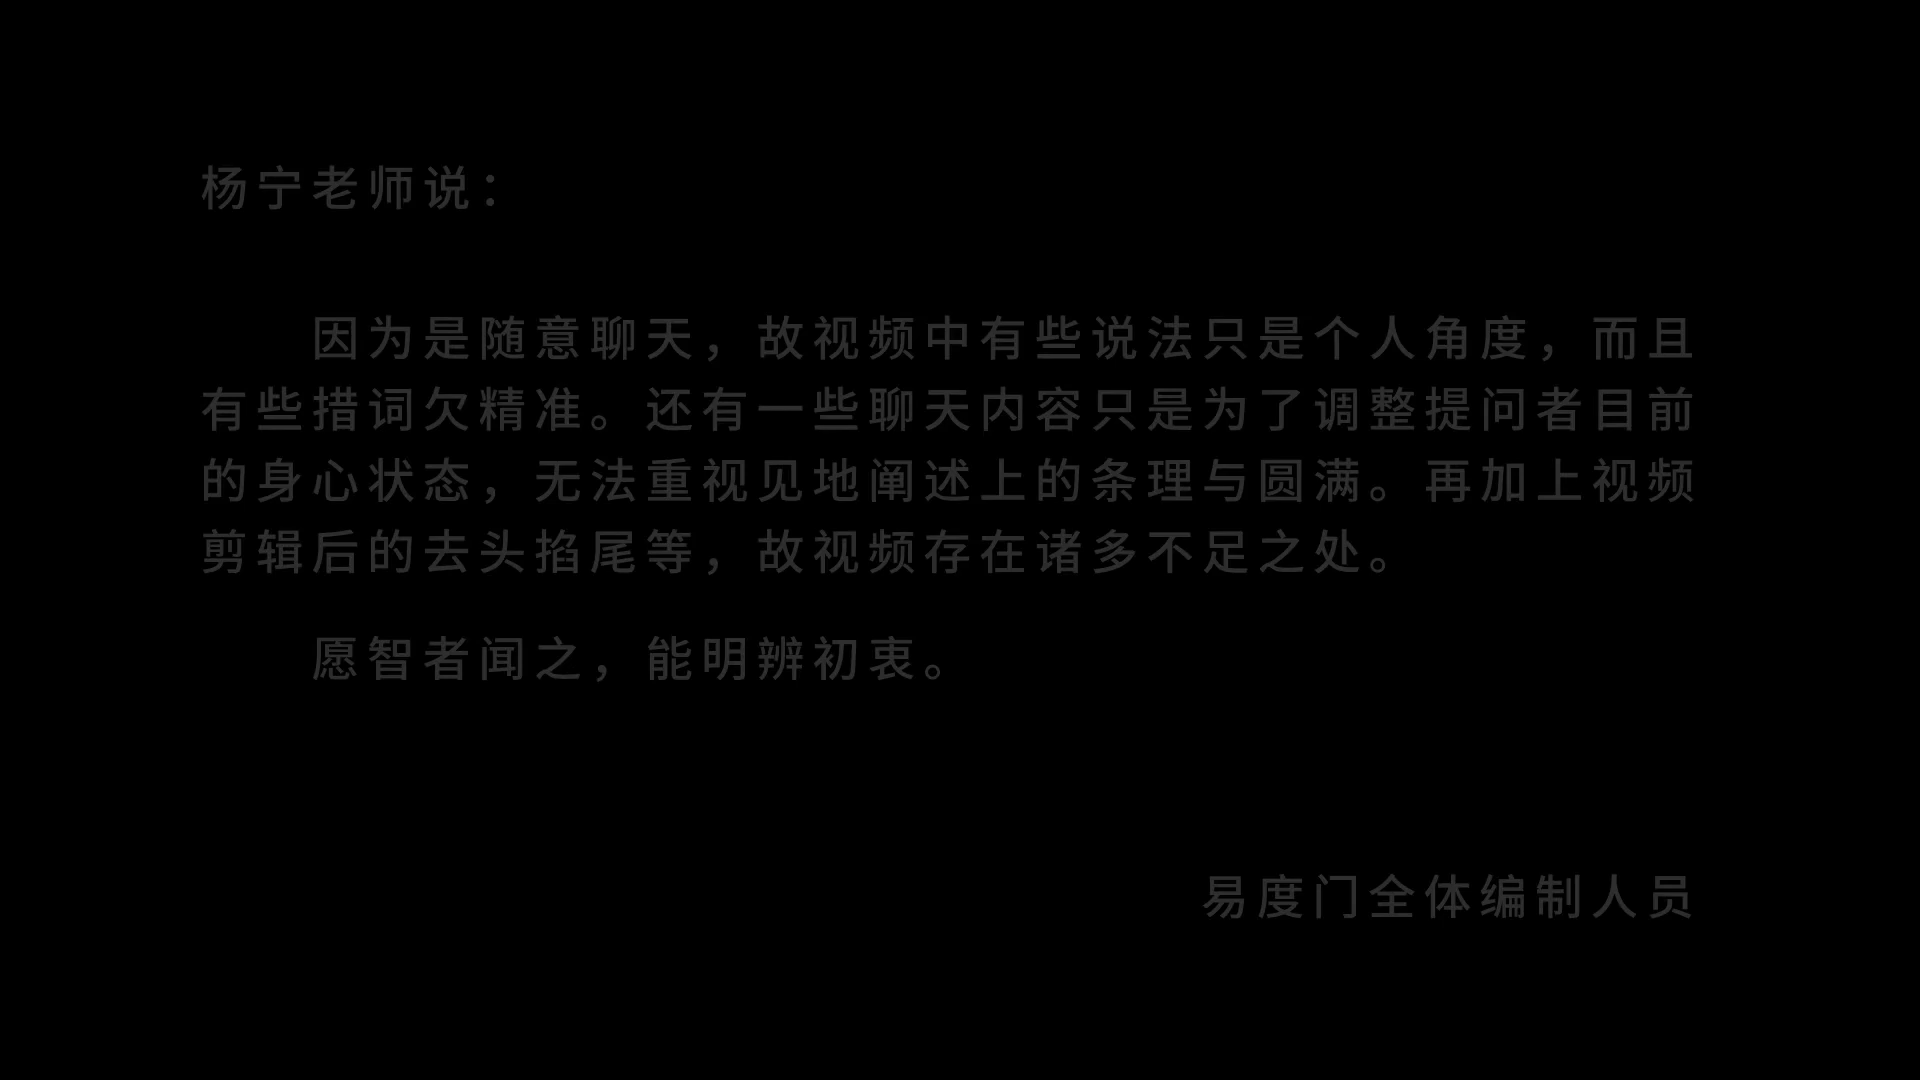 杨宁老师说：
因为是随意聊天，故视频中有些说法只是个人角度，而且
有些措词欠精准。还有一些聊天内容只是为了调整提问者目前
的身心状态，无法重视见地阐述上的条理与圆满。再加上视频
剪辑后的去头掐尾等，故视频存在诸多不足之处。
愿智者闻之，能明辨初衷。
易度门全体编制人员